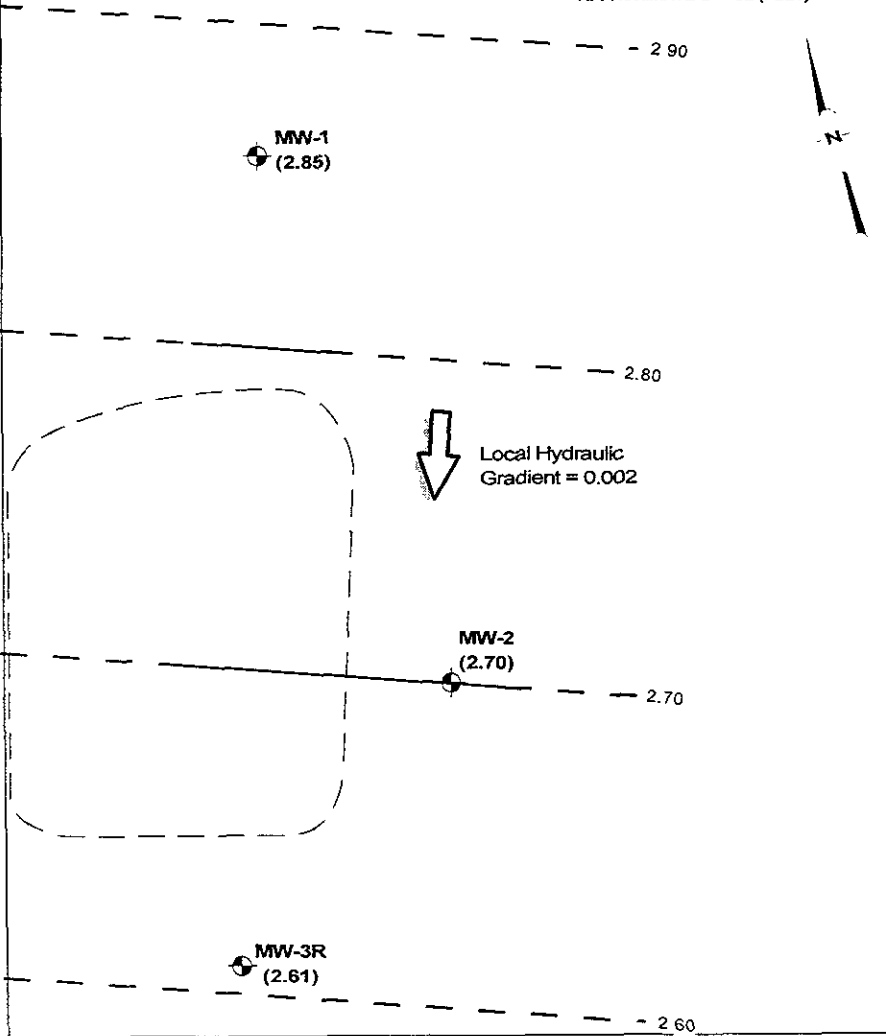 2 90
MW-1
(2.85)
N
2.80
Local Hydraulic
Gradient = 0.002
MW-2
(2.70)
2.70
MW-3R
(2.61)
2 60